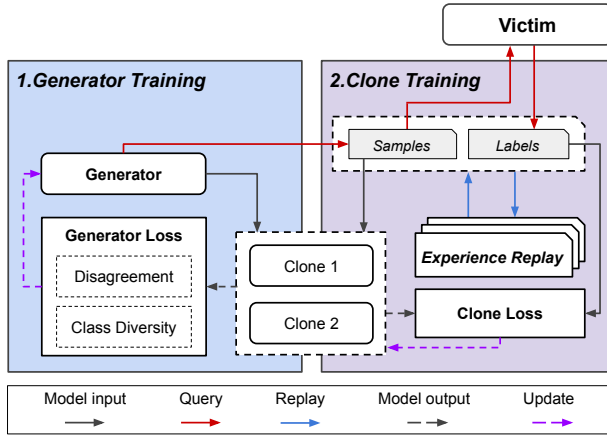 Victim
1.Generator Training
2.Clone Training
Samples
Labels
Generator
Generator Loss
Disagreement
Class Diversity
Clone 1
Clone 2
Experience Replay
Clone Loss
Model input
Query
Replay
Model output
Update